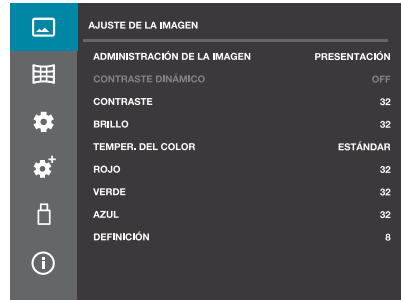 AJUSTE DE LA IMAGEN
ADMINISTRACIÓN DE LA IMAGEN PRESENTACIÓN
CONTRASTE DINÁMICO OFF
CONTRASTE 32
BRILLO 32
TEMPER. DEL COLOR ESTÁNDAR
ROJO 32
VERDE 32
AZUL 32
DEFINICIÓN 8